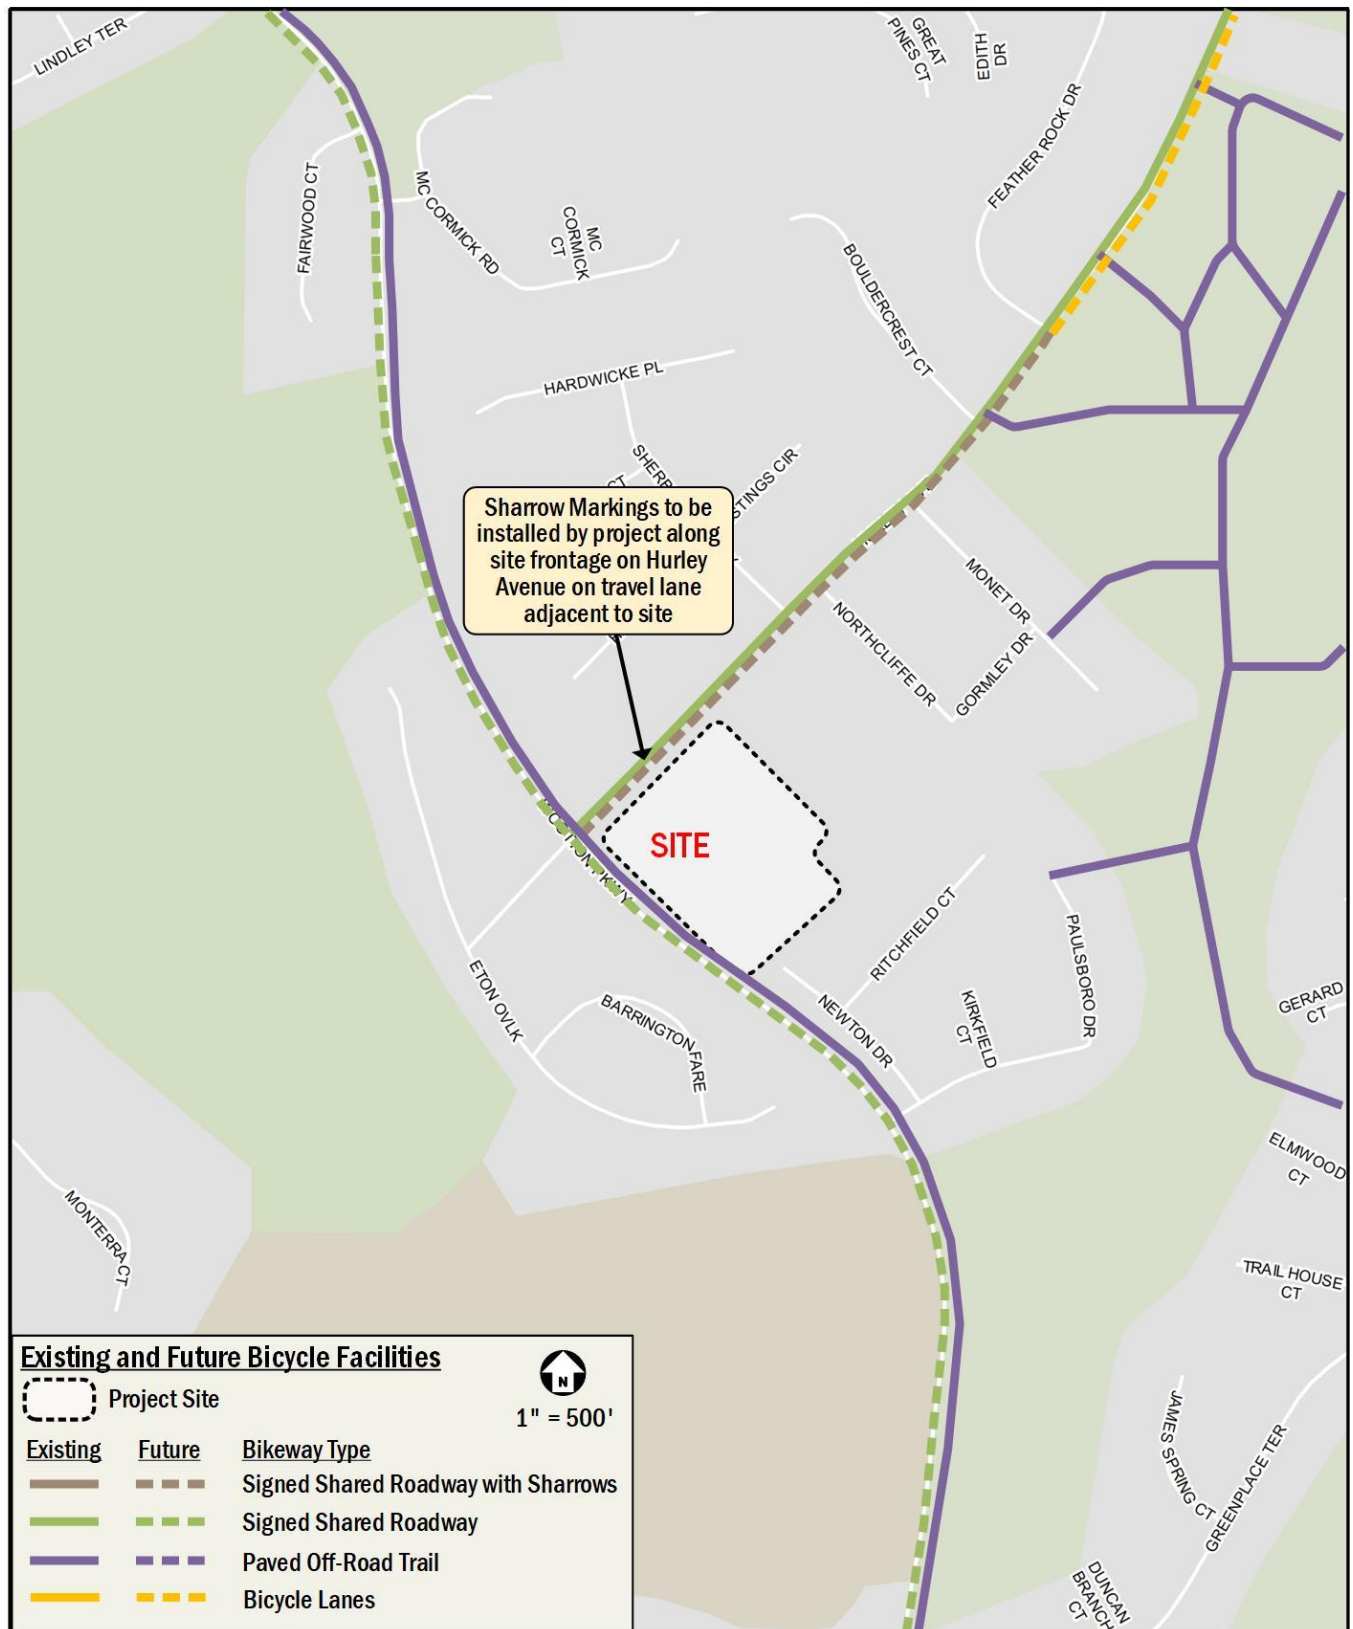 LINDLEY TER
GREAT
PINES CT
EDITH
DR
FEATHER ROCK DR
FAIRWOOD CT
MC CORMICK RD
MC
CORMICK
CT
BOULDERCREST CT
HARDWICKE PL
CT
Sharrow Markings to be
installed by project along
site frontage on Hurley
Avenue on travel lane
adjacent to site
MONET DR
NORTHCLIFFE DR
GORMLEY DR
SITE
PKWY
RITCHFIELD CT
PAULSBORO DR
ETON OVLK
BARRINGTON FARE
NEWTON DR
KIRKFIELD
CT
GERARD
CT
ELMWOOD
CT
MONTERRA CT
TRAIL HOUSE
CT
JAMES SPRING CT
GREENPLACE TER
DUNCAN
BRANCH
CT
Existing and Future Bicycle Facilities
N
Project Site
1" = 500'
Existing Future Bikeway Type
Signed Shared Roadway with Sharrows
Signed Shared Roadway
Paved Off-Road Trail
Bicycle Lanes